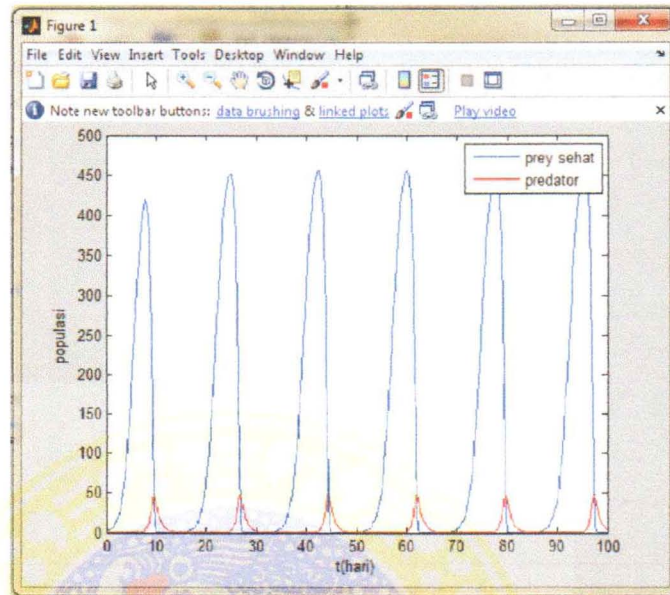 Figure 1
File Edit View Insert Tools Desktop Window Help
Note new toolbar buttons: data brushing & linked plots Play video
500
450
400
350
300
250
200
150
100
50
0
populasi
prey sehat
predator
0 10 20 30 40 50 60 70 80 90 100
t(hari)